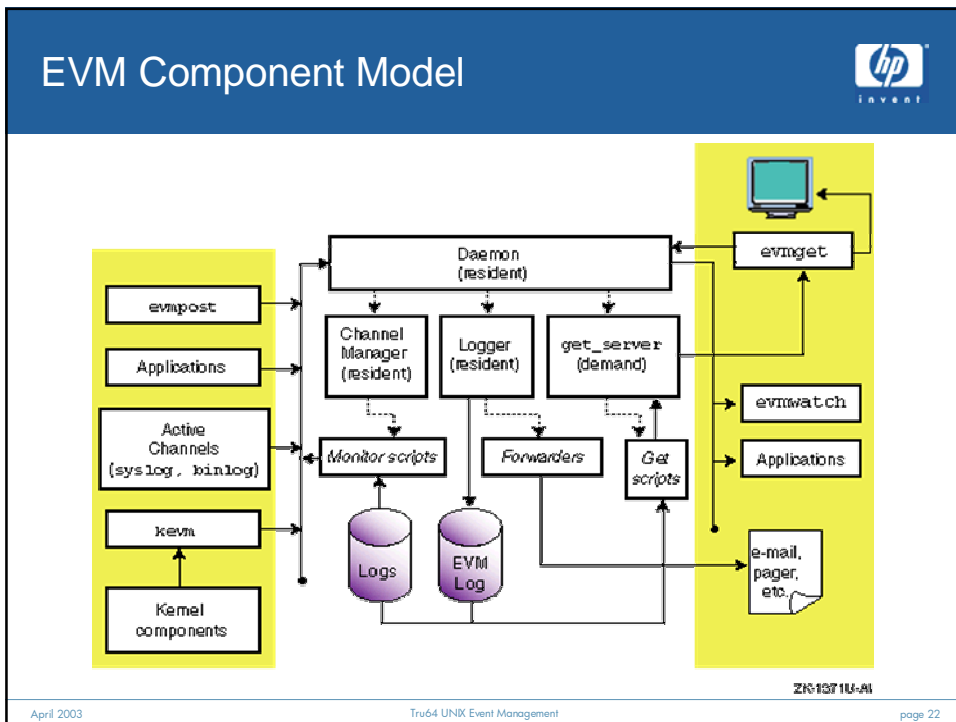 EVM Component Model
hp
invent
Daemon
(resident)
evmget
evmpost
Channel
Manager
(resident)
Logger
(resident)
get_server
(demand)
Applications
evmwatch
Active
Channels
(syslog, binlog)
Monitor scripts
Forwarders
Get
scripts
Applications
kevm
Logs
EVM
Log
e-mail,
pager,
etc.
Kernel
components
ZK-1371U-AI
April 2003
Tru64 UNIX Event Management
page 22